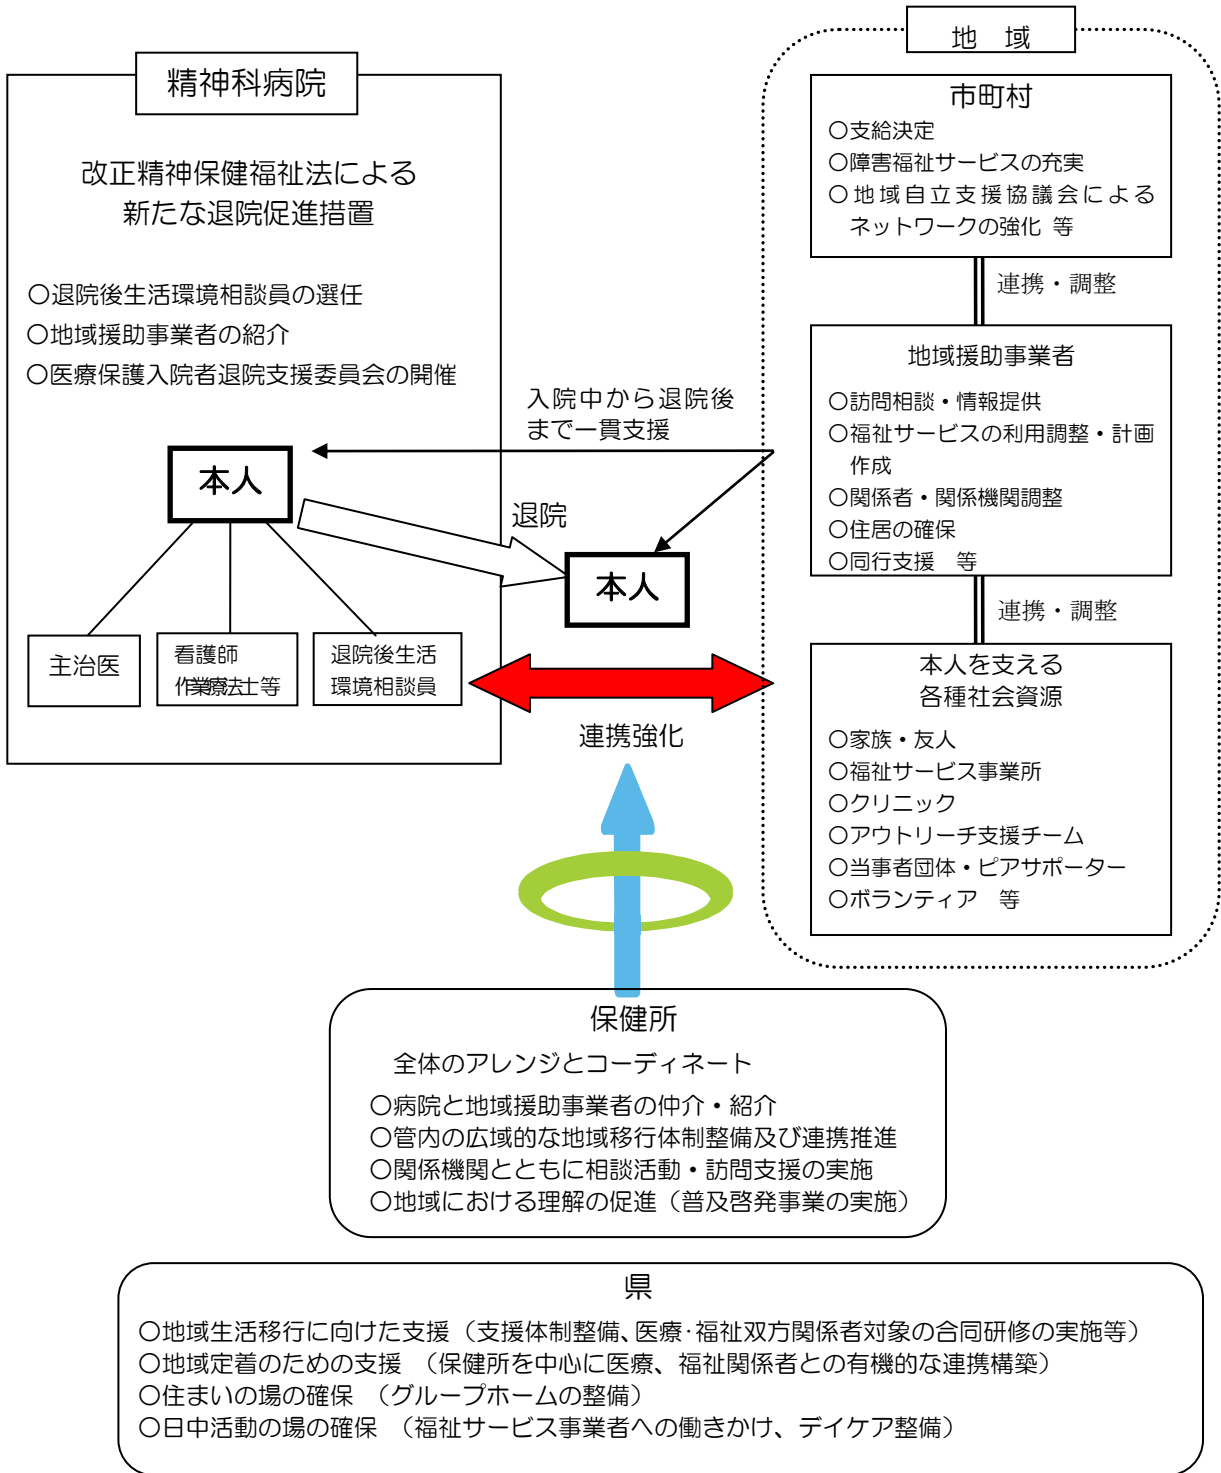 精神科病院
改正精神保健福祉法による
新たな退院促進措置
○退院後生活環境相談員の選任
○地域援助事業者の紹介
○医療保護入院者退院支援委員会の開催
本人
主治医
看護師
作業療法士等
退院後生活
環境相談員
入院中から退院後
まで一貫支援
退院
本人
連携強化
地　域
市町村
○支給決定
○障害福祉サービスの充実
○地域自立支援協議会による
ネットワークの強化 等
連携・調整
地域援助事業者
○訪問相談・情報提供
○福祉サービスの利用調整・計画
作成
○関係者・関係機関調整
○住居の確保
○同行支援　等
連携・調整
本人を支える
各種社会資源
○家族・友人
○福祉サービス事業所
○クリニック
○アウトリーチ支援チーム
○当事者団体・ピアサポーター
○ボランティア　等
保健所
全体のアレンジとコーディネート
○病院と地域援助事業者の仲介・紹介
○管内の広域的な地域移行体制整備及び連携推進
○関係機関とともに相談活動・訪問支援の実施
○地域における理解の促進（普及啓発事業の実施）
県
○地域生活移行に向けた支援（支援体制整備、医療・福祉双方関係者対象の合同研修の実施等）
○地域定着のための支援　（保健所を中心に医療、福祉関係者との有機的な連携構築）
○住まいの場の確保　（グループホームの整備）
○日中活動の場の確保　（福祉サービス事業者への働きかけ、デイケア整備）